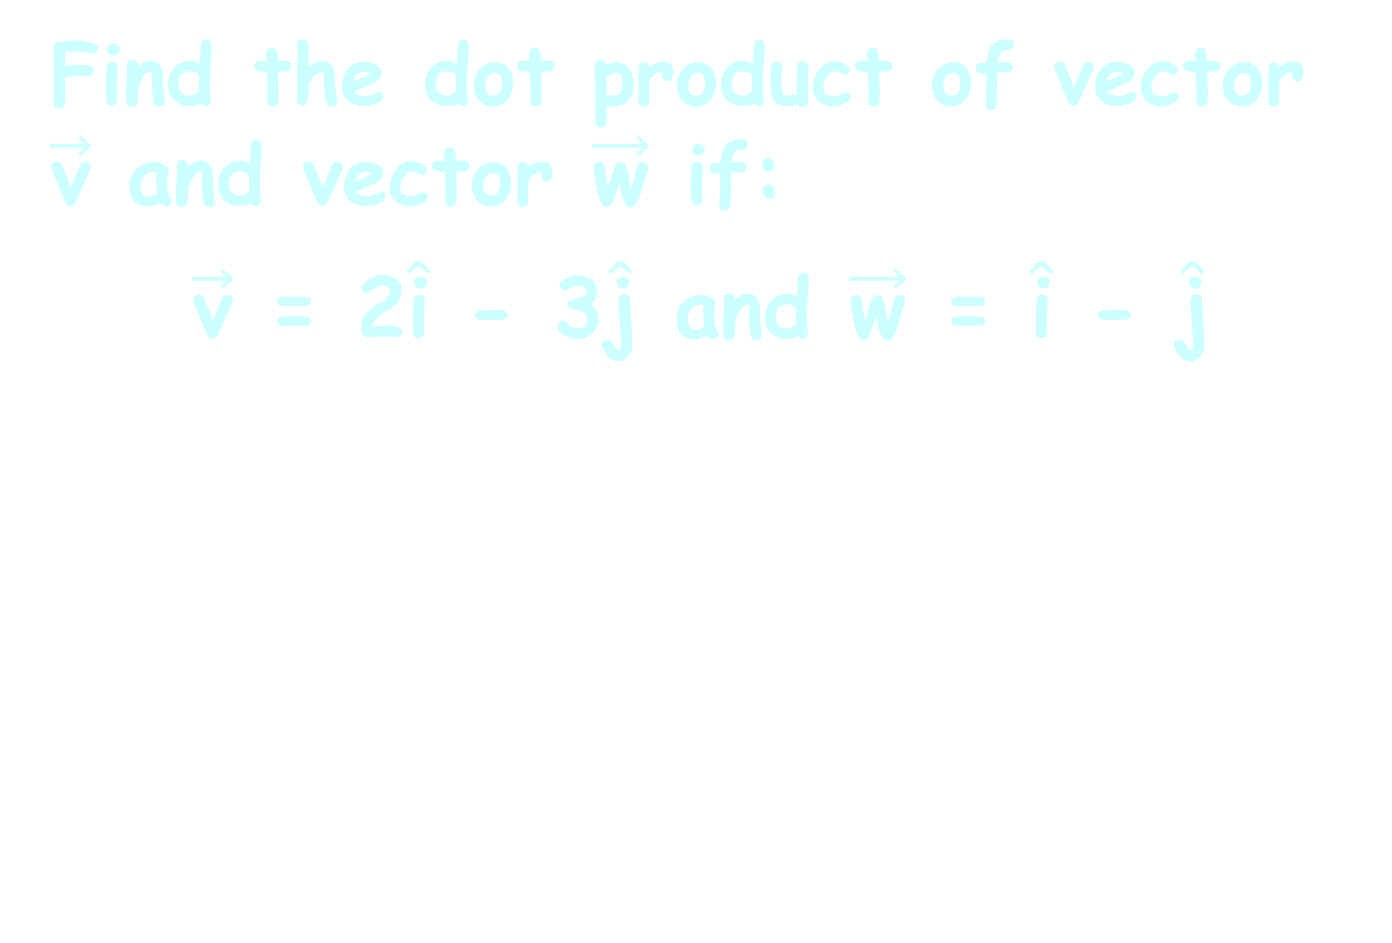 Find the dot product of vector
v⃗ and vector w⃗ if:
v⃗ = 2î - 3ĵ and w⃗ = î - ĵ